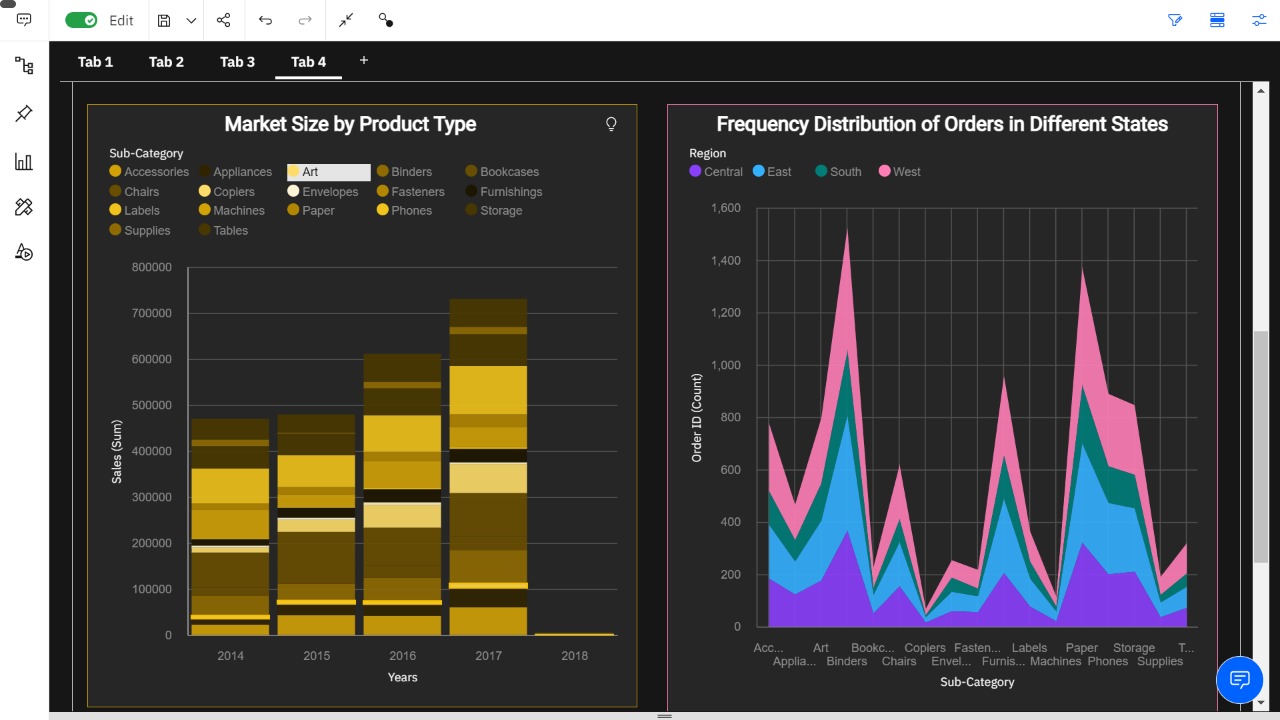 Edit
Tab 1 Tab 2 Tab 3 Tab 4 +
Market Size by Product Type
Sub-Category
Accessories Appliances Art Binders Bookcases
Chairs Copiers Envelopes Fasteners Furnishings
Labels Machines Paper Phones Storage
Supplies Tables
800000
700000
600000
500000
400000
300000
200000
100000
0
Sales (Sum)
2014 2015 2016 2017 2018
Years
Frequency Distribution of Orders in Different States
Region
Central East South West
1,600
1,400
1,200
1,000
800
600
400
200
0
Order ID (Count)
Acc... Art Bookc... Copiers Fasten... Labels Paper Storage T...
Applia... Binders Chairs Envel... Furnis... Machines Phones Supplies
Sub-Category